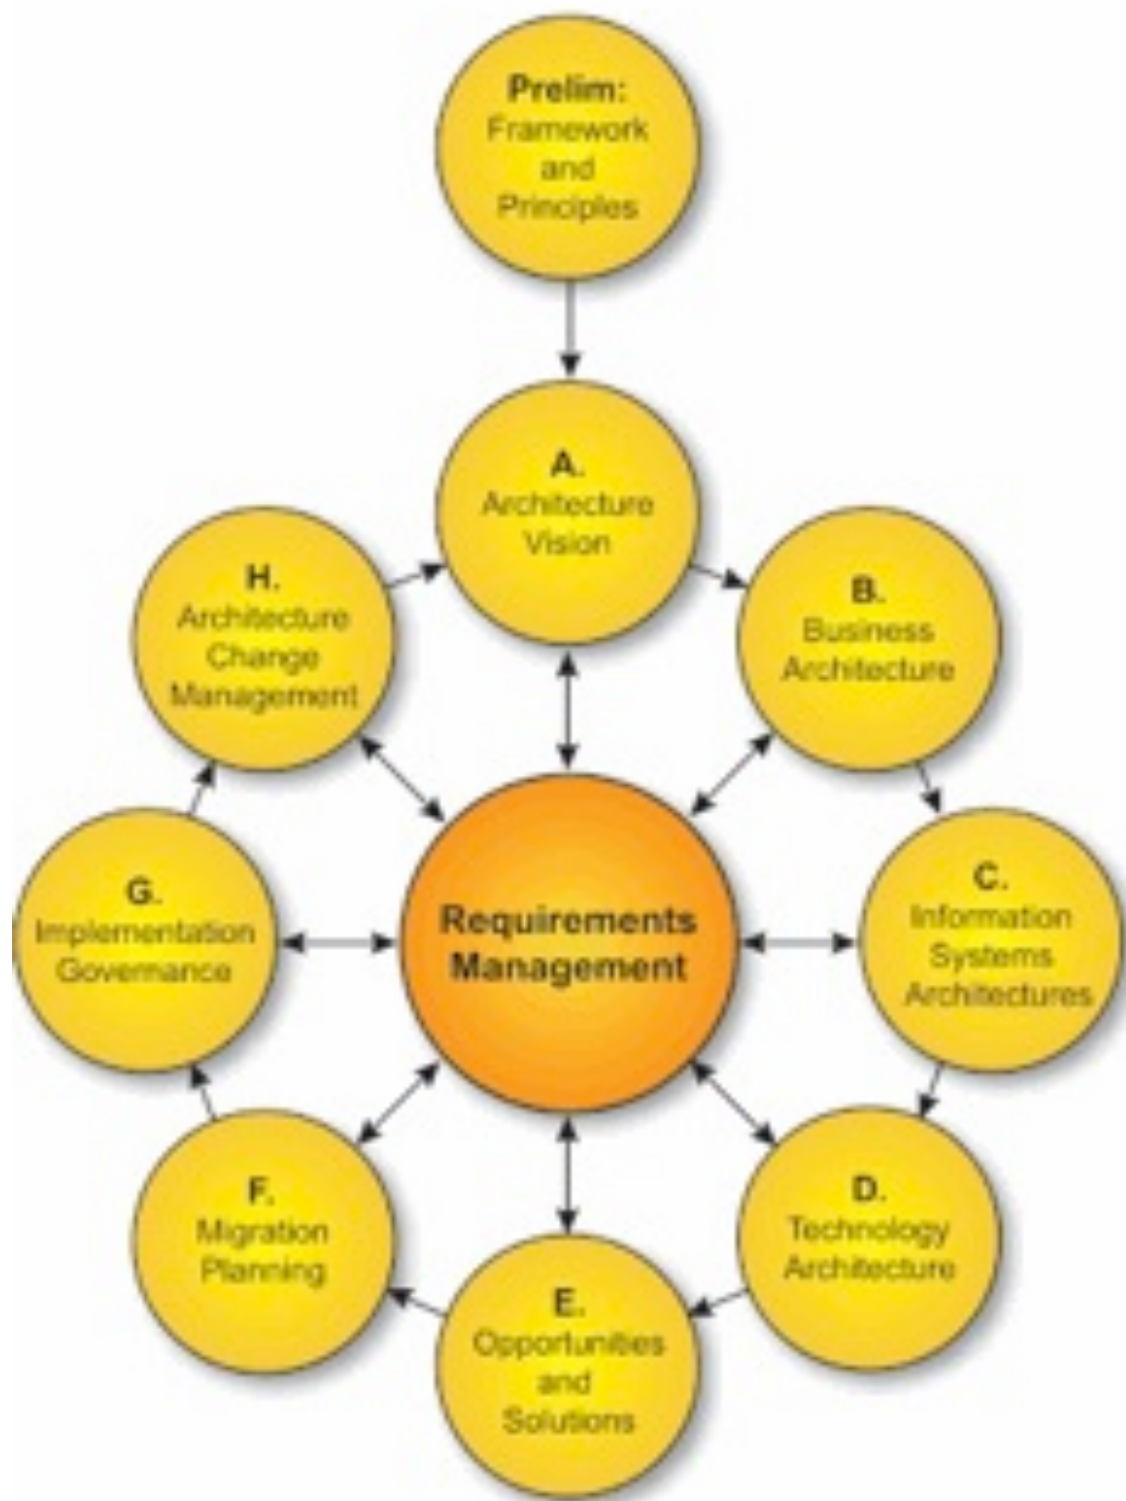 Prelim:
Framework
and
Principles
A.
Architecture
Vision
B.
Business
Architecture
C.
Information
Systems
Architectures
D.
Technology
Architecture
E.
Opportunities
and
Solutions
F.
Migration
Planning
G.
Implementation
Governance
H.
Architecture
Change
Management
Requirements
Management